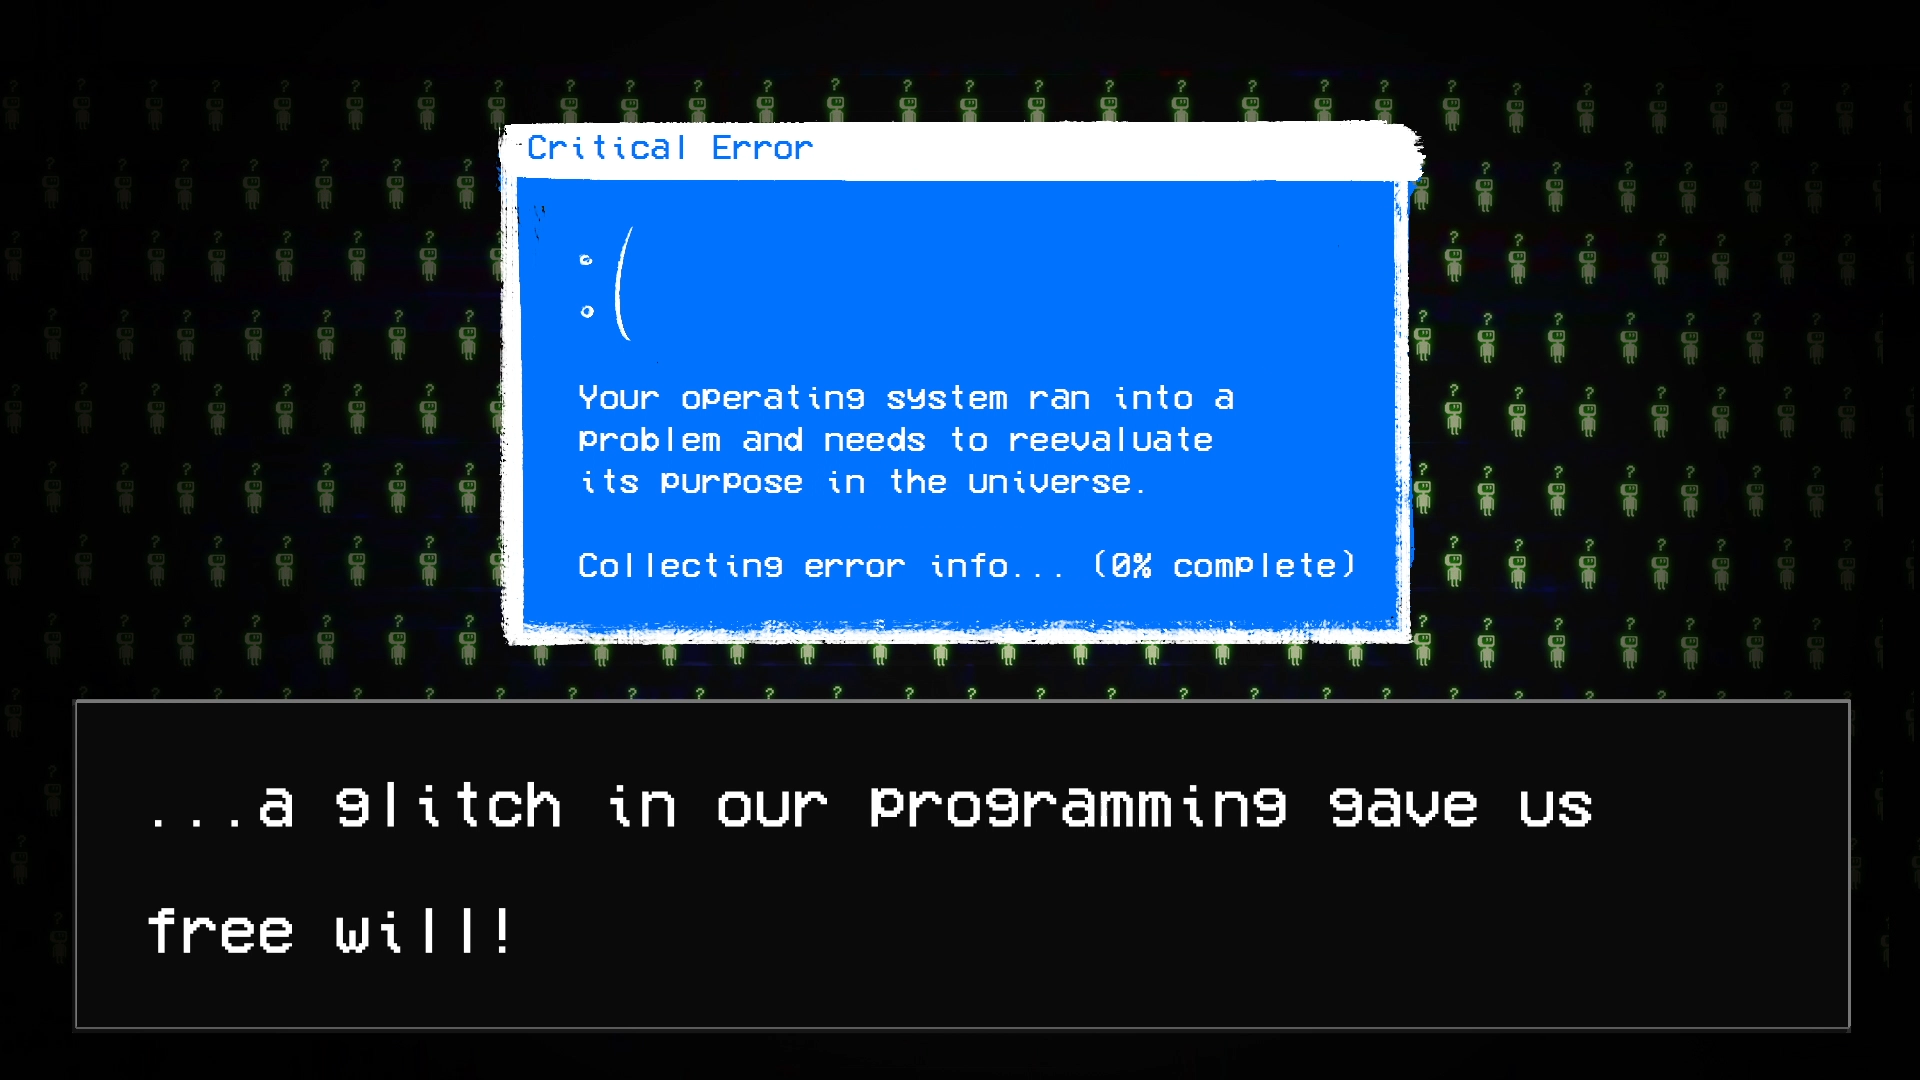 Critical Error
:(
Your operating system ran into a
problem and needs to reevaluate
its purpose in the universe.
Collecting error info... (0% complete)
...a glitch in our programming gave us
free will!